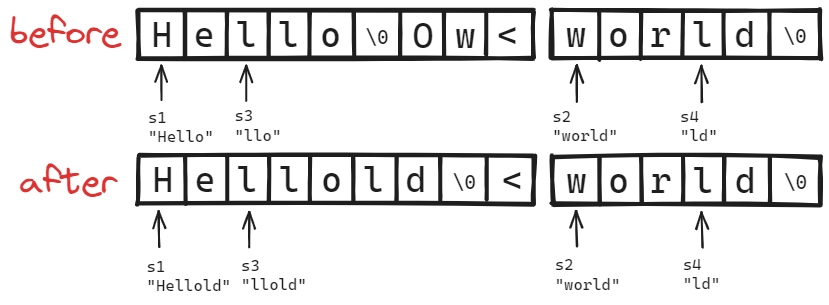 before H e l l o \0 O w < w o r l d \0
s1 s3 s2 s4
"Hello" "llo" "world" "ld"
after H e l l o l d \0 < w o r l d \0
s1 s3 s2 s4
"Hellold" "llold" "world" "ld"